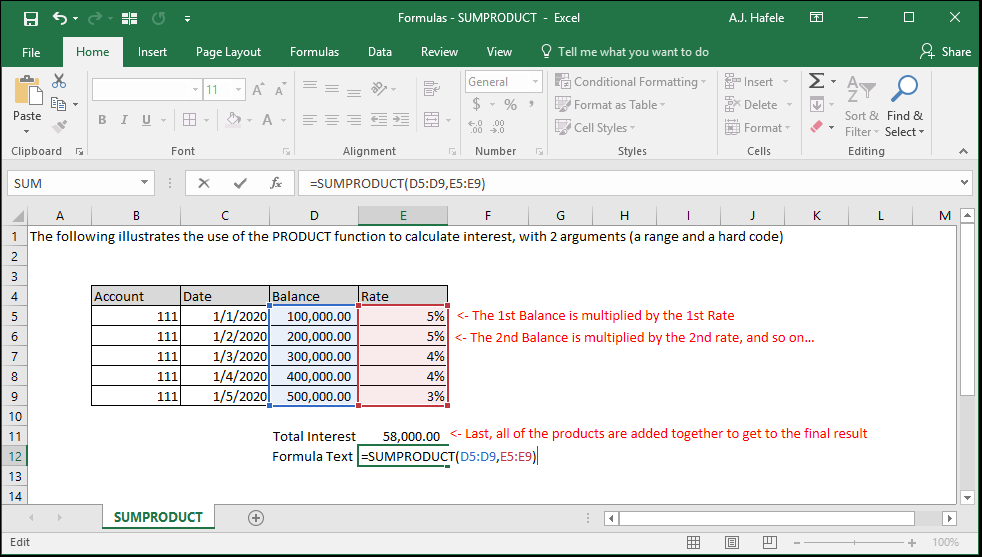 Formulas - SUMPRODUCT - Excel A.J. Hafele
File Home Insert Page Layout Formulas Data Review View Tell me what you want to do Share
General
11 A A
Conditional Formatting Insert Σ A Z
$ % , Format as Table Delete
Paste B I U A .00 .00 Cell Styles Format Sort & Filter Find & Select
Clipboard Font Alignment Number Styles Cells Editing
SUM fx =SUMPRODUCT(D5:D9,E5:E9)
A B C D E F G H I J K L M
1 The following illustrates the use of the PRODUCT function to calculate interest, with 2 arguments (a range and a hard code)
2
3
4 Account Date Balance Rate
5 111 1/1/2020 100,000.00 5% <- The 1st Balance is multiplied by the 1st Rate
6 111 1/2/2020 200,000.00 5% <- The 2nd Balance is multiplied by the 2nd rate, and so on...
7 111 1/3/2020 300,000.00 4%
8 111 1/4/2020 400,000.00 4%
9 111 1/5/2020 500,000.00 3%
10
11 Total Interest 58,000.00 <- Last, all of the products are added together to get to the final result
12 Formula Text =SUMPRODUCT(D5:D9,E5:E9)
13
14
SUMPRODUCT
Edit 100%